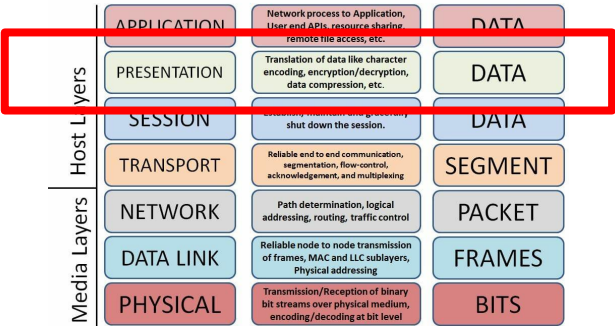 APPLICATION
Network process to Application,
User end APIs, resource sharing,
remote file access, etc.
DATA
PRESENTATION
Translation of data like character
encoding, encryption/decryption,
data compression, etc.
DATA
SESSION
Establish, maintain and gracefully
shut down the session.
DATA
TRANSPORT
Reliable end to end communication,
segmentation, flow-control,
acknowledgement, and multiplexing
SEGMENT
NETWORK
Path determination, logical
addressing, routing, traffic control
PACKET
DATA LINK
Reliable node to node transmission
of frames, MAC and LLC sublayers,
Physical addressing
FRAMES
PHYSICAL
Transmission/Reception of binary
bit streams over physical medium,
encoding/decoding at bit level
BITS
Host Layers
Media Layers